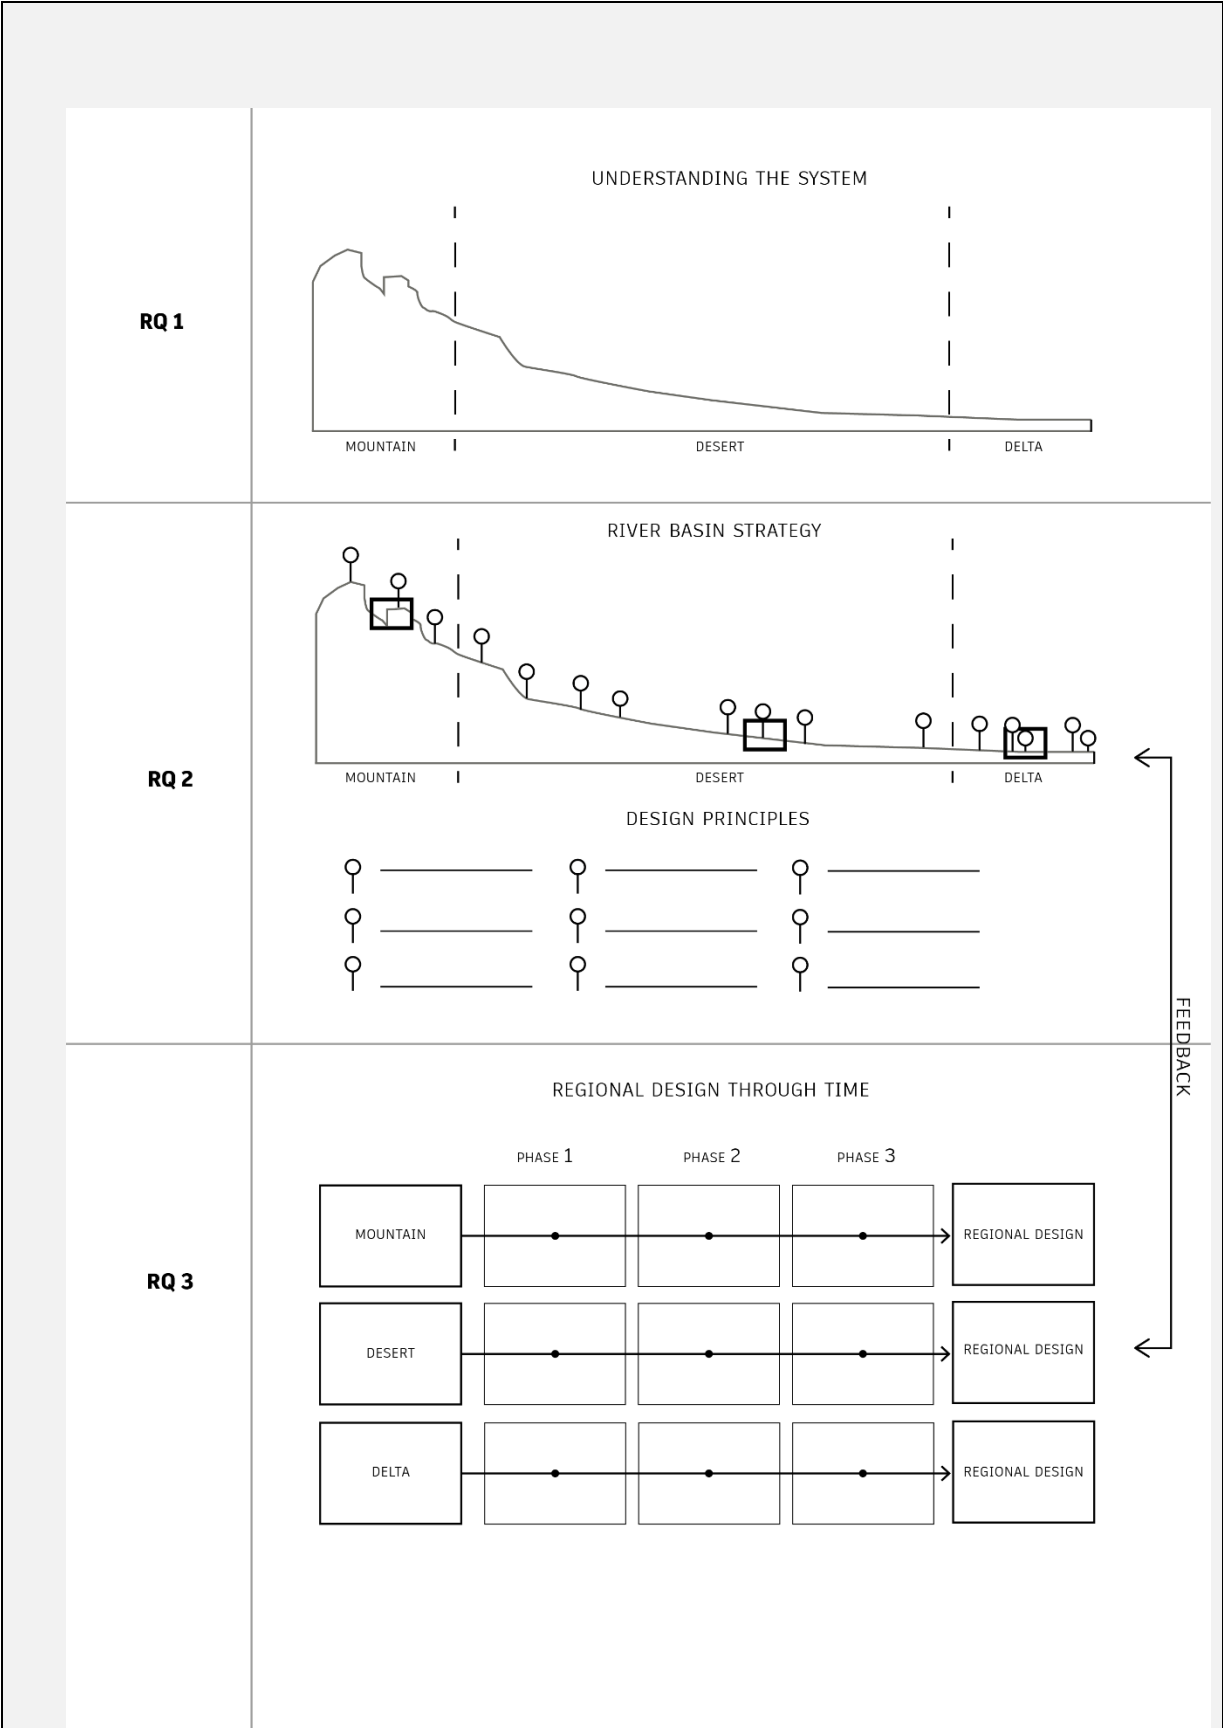 UNDERSTANDING THE SYSTEM
RQ 1
MOUNTAIN
DESERT
DELTA
RIVER BASIN STRATEGY
RQ 2
MOUNTAIN
DESERT
DELTA
DESIGN PRINCIPLES
FEEDBACK
REGIONAL DESIGN THROUGH TIME
PHASE 1
PHASE 2
PHASE 3
MOUNTAIN
REGIONAL DESIGN
RQ 3
DESERT
REGIONAL DESIGN
DELTA
REGIONAL DESIGN